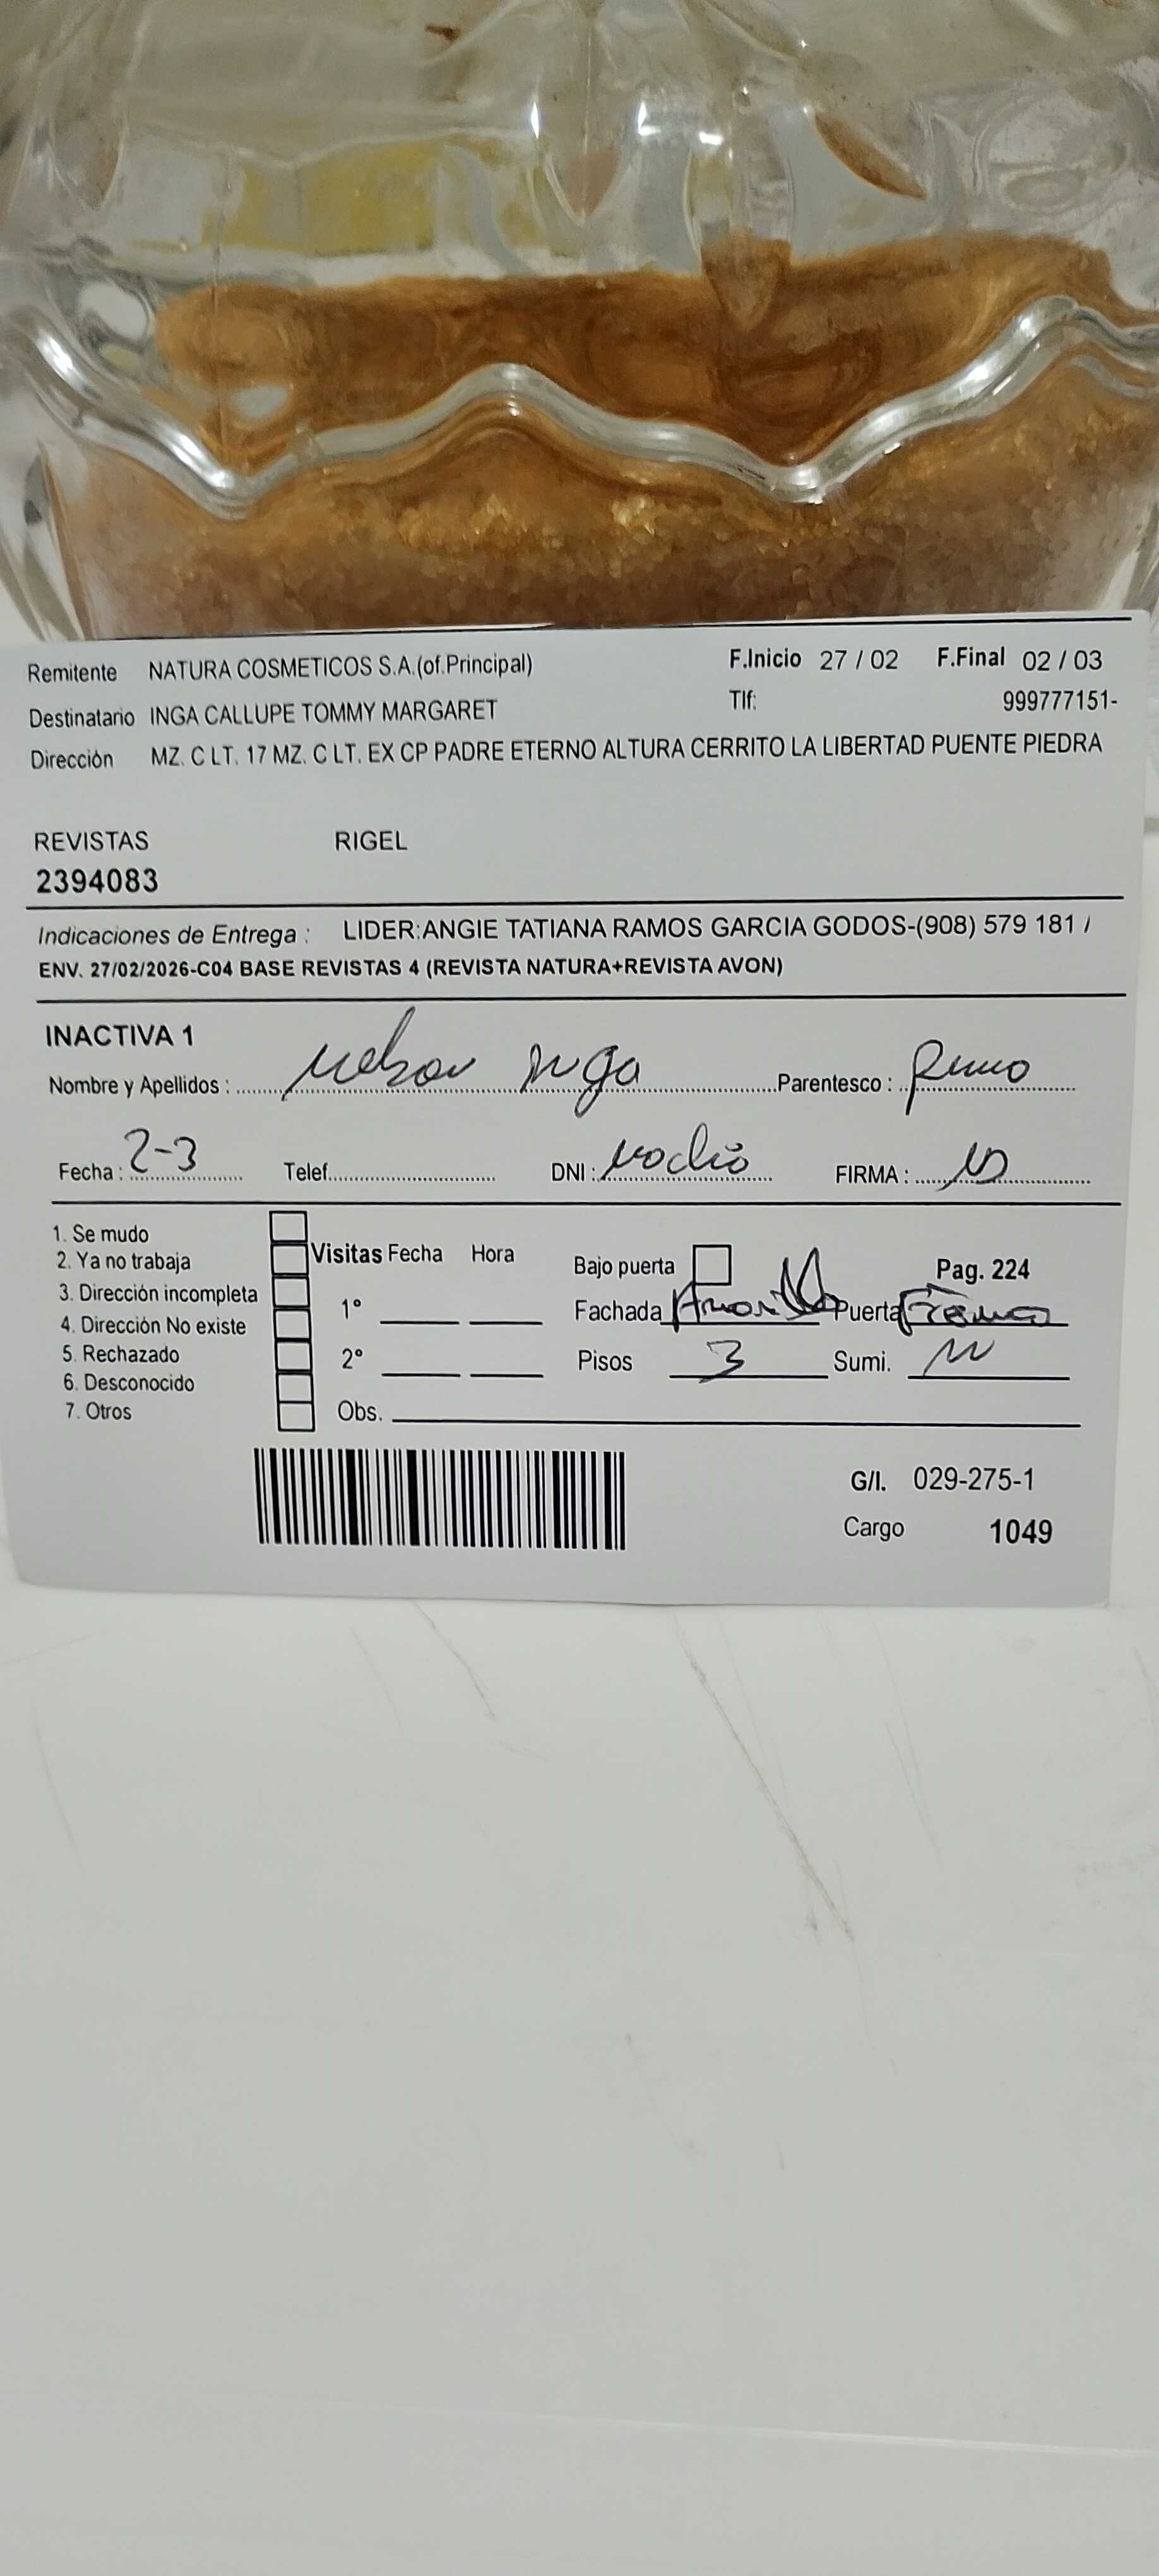 Remitente NATURA COSMETICOS S.A.(of.Principal) F.Inicio 27 / 02 F.Final 02 / 03
Destinatario INGA CALLUPE TOMMY MARGARET Tlf: 999777151-
Dirección MZ. C LT. 17 MZ. C LT. EX CP PADRE ETERNO ALTURA CERRITO LA LIBERTAD PUENTE PIEDRA
REVISTAS RIGEL
2394083
Indicaciones de Entrega : LIDER:ANGIE TATIANA RAMOS GARCIA GODOS-(908) 579 181 /
ENV. 27/02/2026-C04 BASE REVISTAS 4 (REVISTA NATURA+REVISTA AVON)
INACTIVA 1
Nombre y Apellidos : Inga Parentesco :
Fecha : 2-3 Telef. DNI : no dio FIRMA :
1. Se mudo
2. Ya no trabaja
3. Dirección incompleta
4. Dirección No existe
5. Rechazado
6. Desconocido
7. Otros
Visitas Fecha Hora
1°
2°
Obs.
Bajo puerta Pag. 224
Fachada Amarillo Puerta
Pisos 3 Sumi.
G/I. 029-275-1
Cargo 1049